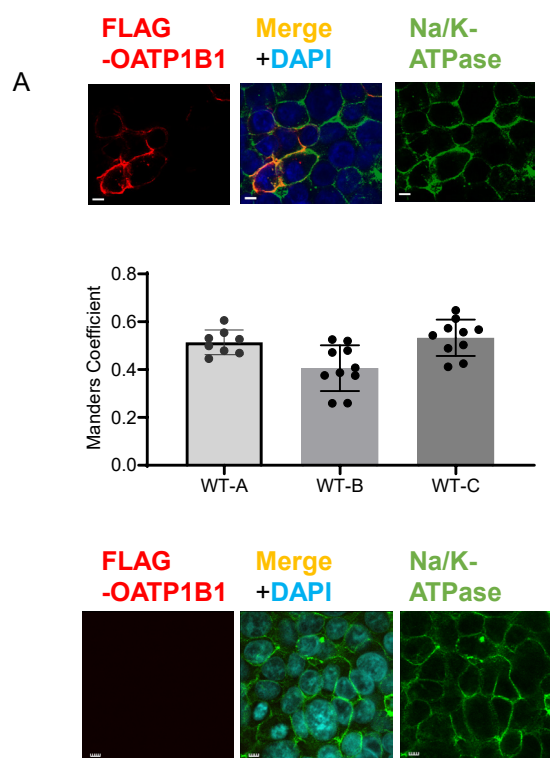 A
FLAG
-OATP1B1
Merge
+DAPI
Na/K-
ATPase
Manders Coefficient
0.8
0.6
0.4
0.2
0.0
WT-A
WT-B
WT-C
FLAG
-OATP1B1
Merge
+DAPI
Na/K-
ATPase